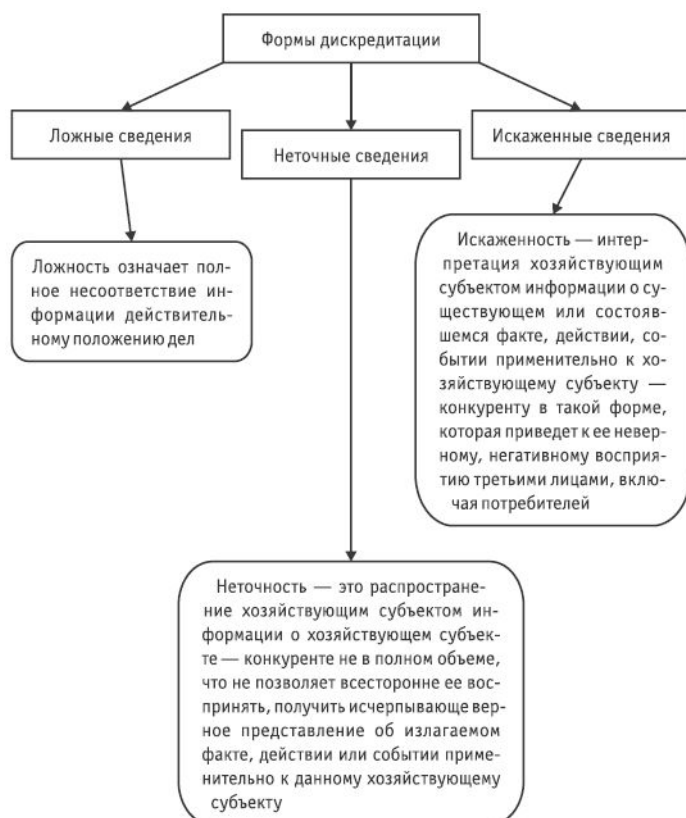 Формы дискредитации
Ложные сведения
Неточные сведения
Искаженные сведения
Ложность означает пол-
ное несоответствие ин-
формации действитель-
ному положению дел
Искаженность — интер-
претация хозяйствующим
субъектом информации о су-
ществующем или состояв-
шемся факте, действии, со-
бытии применительно к хо-
зяйствующему субъекту —
конкуренту в такой форме,
которая приведет к ее невер-
ному, негативному восприя-
тию третьими лицами, вклю-
чая потребителей
Неточность — это распростране-
ние хозяйствующим субъектом ин-
формации о хозяйствующем субъек-
те — конкуренте не в полном объеме,
что не позволяет всесторонне ее вос-
принять, получить исчерпывающе вер-
ное представление об излагаемом
факте, действии или событии приме-
нительно к данному хозяйствующему
субъекту